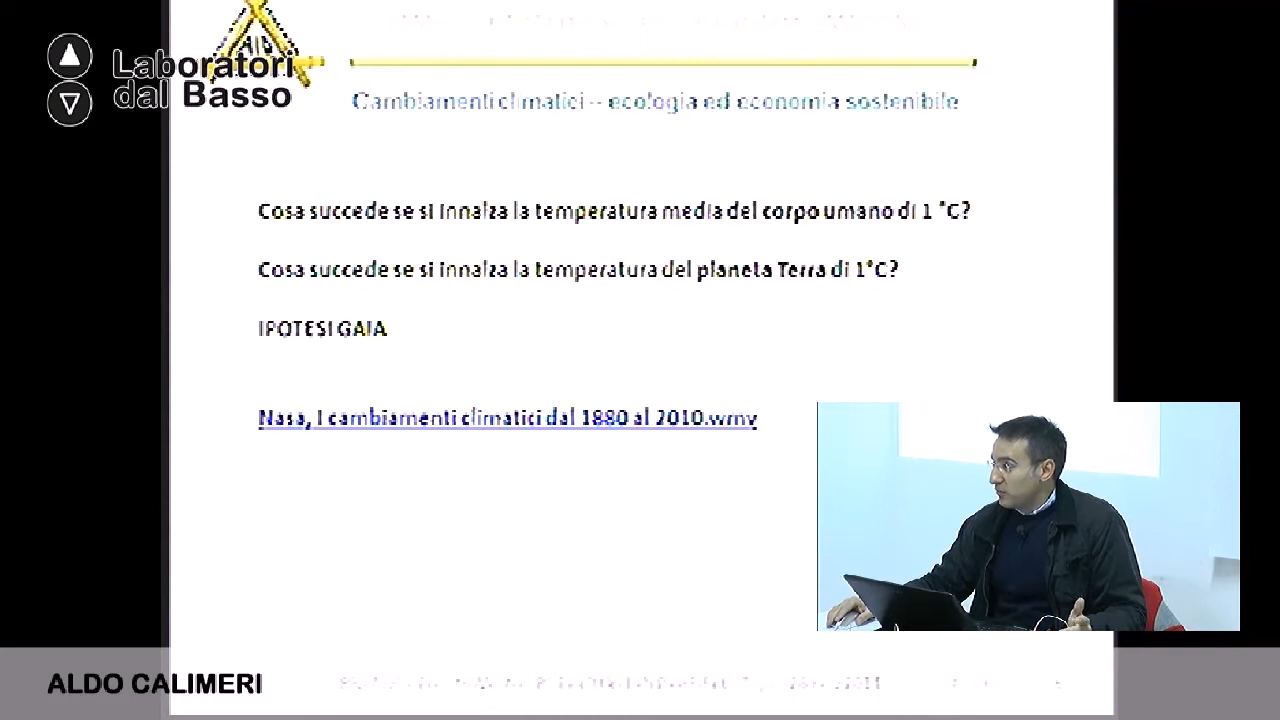 Laboratori
dal Basso
Cambiamenti climatici – ecologia ed economia sostenibile
Cosa succede se si innalza la temperatura media del corpo umano di 1 °C?
Cosa succede se si innalza la temperatura del planeta Terra di 1°C?
IPOTESI GAIA
Nasa, I cambiamenti climatici dal 1880 al 2010.wmv
ALDO CALIMERI